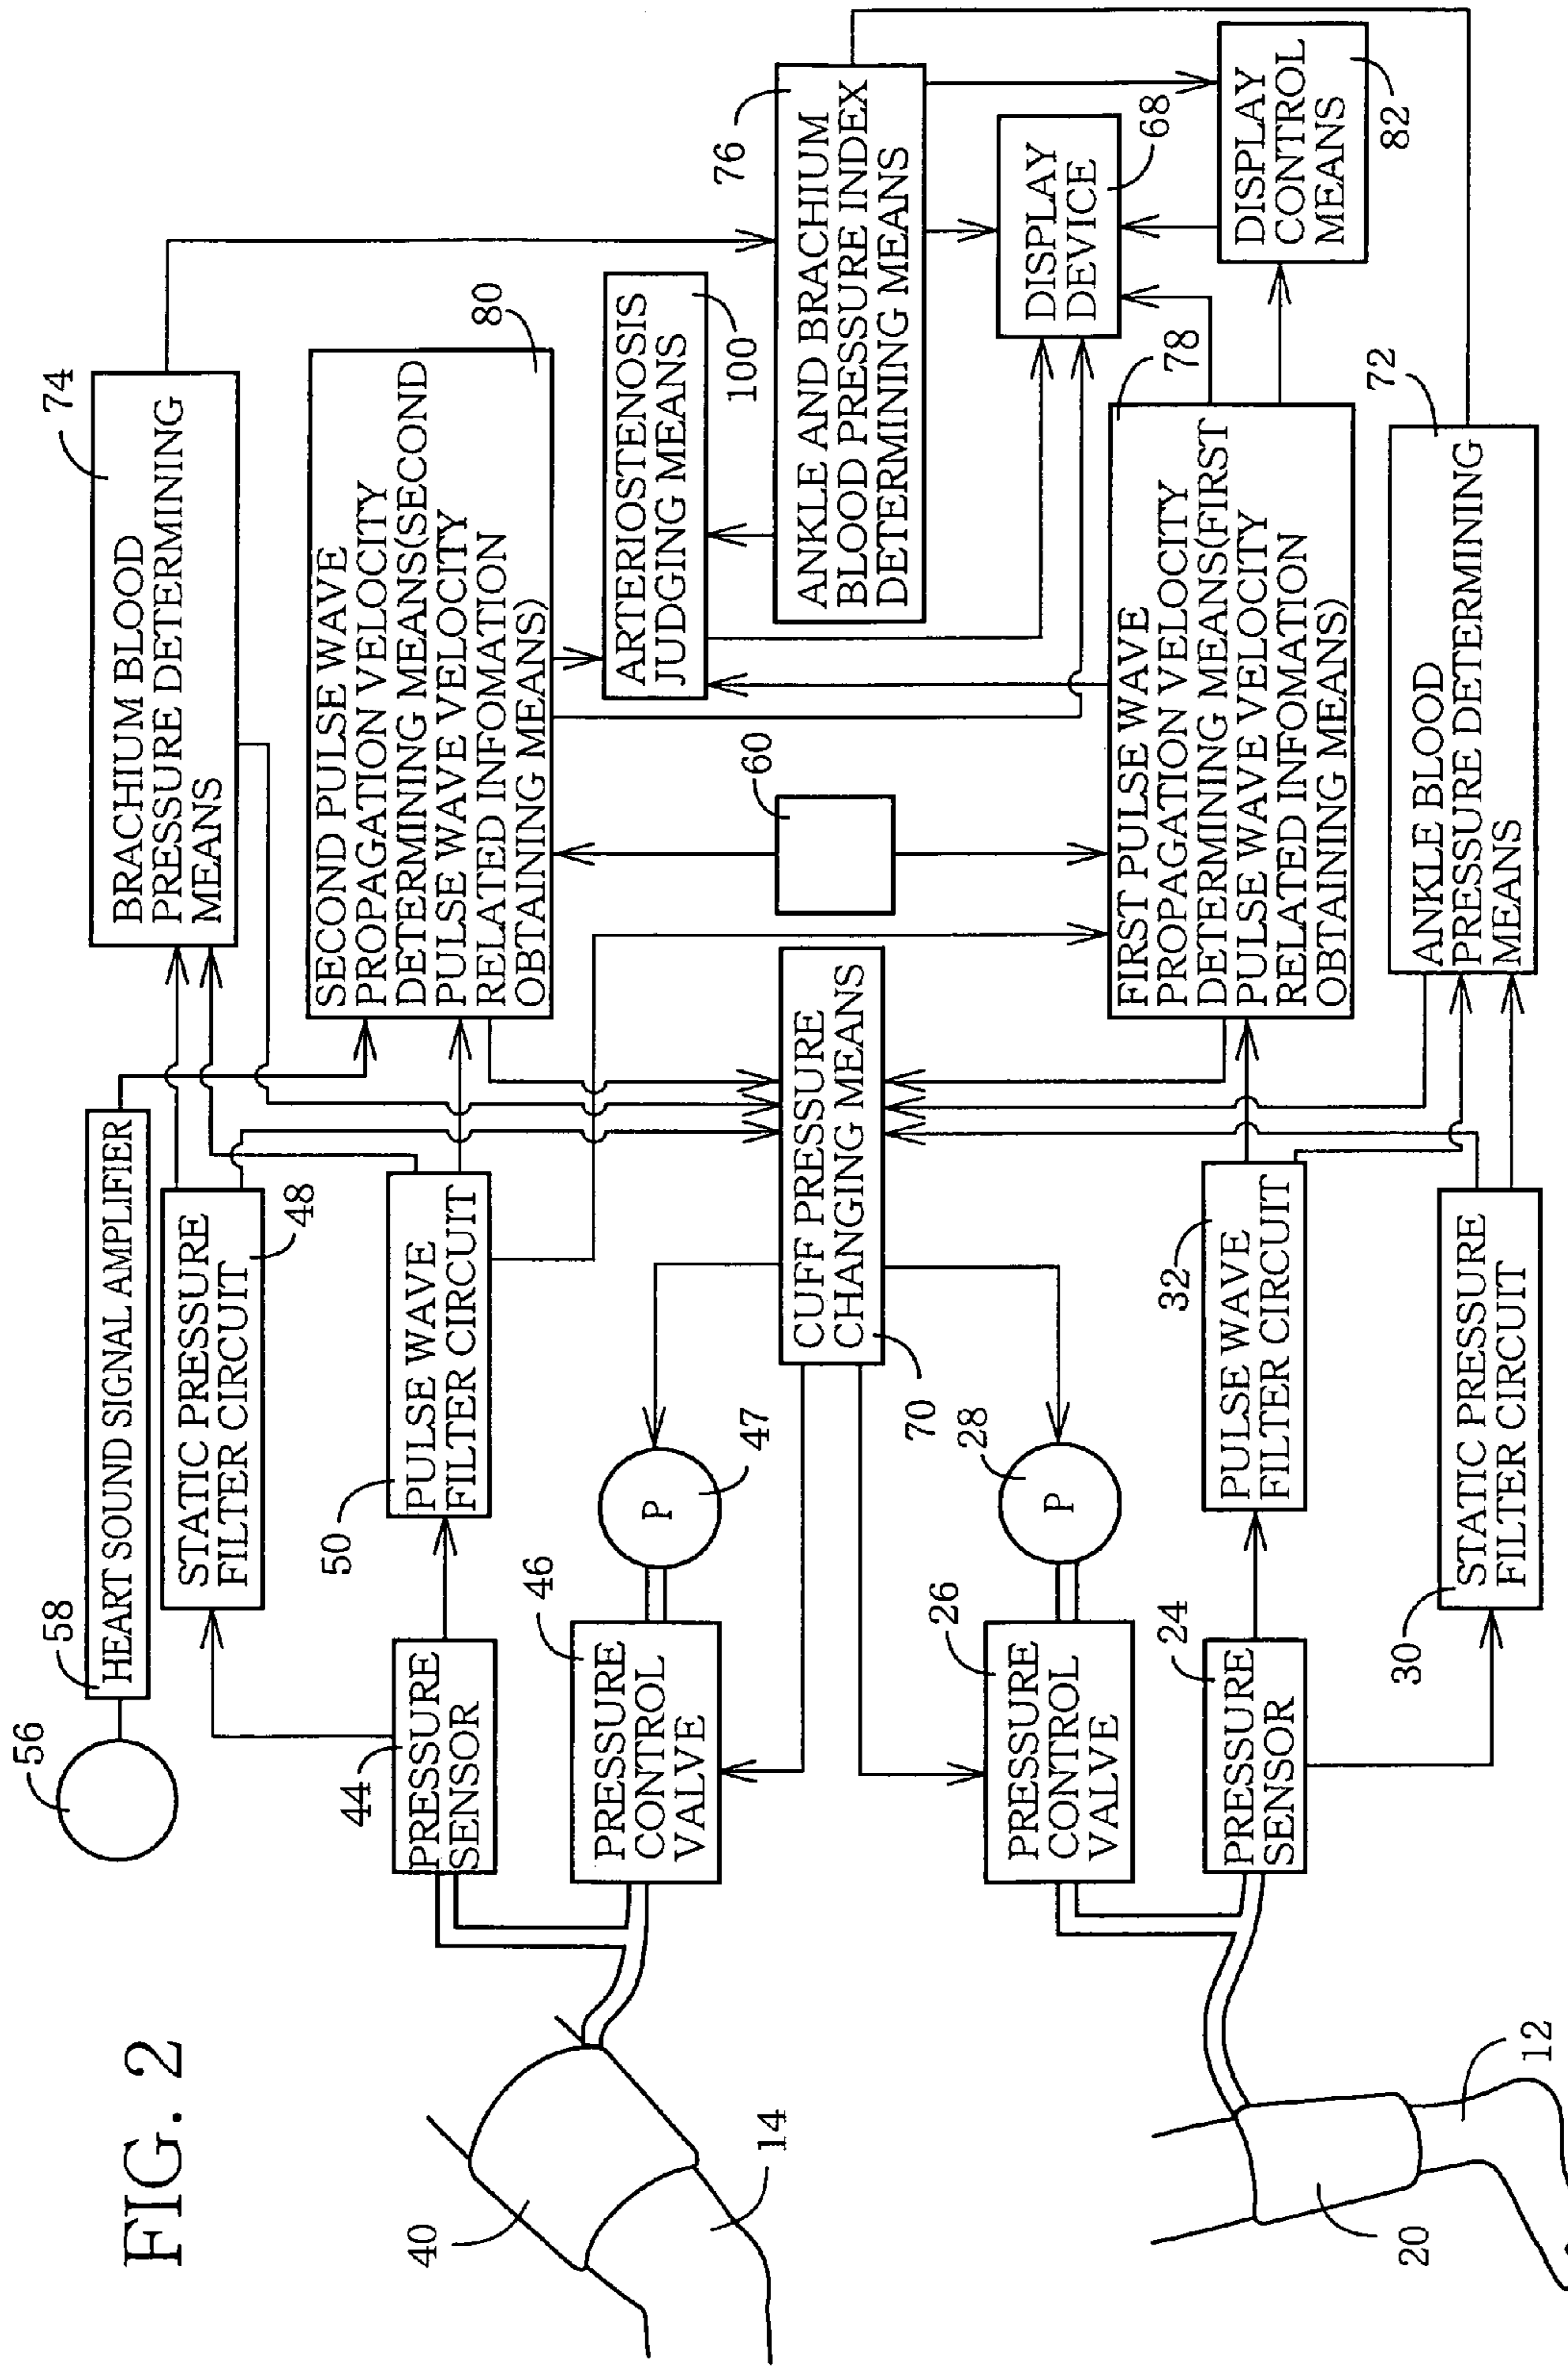 FIG. 2
56
58
HEART SOUND SIGNAL AMPLIFIER
STATIC PRESSURE
FILTER CIRCUIT
48
74
BRACHIUM BLOOD
PRESSURE DETERMINING
MEANS
44
PRESSURE
SENSOR
50
PULSE WAVE
FILTER CIRCUIT
SECOND PULSE WAVE
PROPAGATION VELOCITY
DETERMINING MEANS(SECOND
PULSE WAVE VELOCITY
RELATED INFOMATION
OBTAINING MEANS)
80
40
14
46
PRESSURE
CONTROL
VALVE
P
47
ARTERIOSTENOSIS
JUDGING MEANS
100
CUFF PRESSURE
CHANGING MEANS
70
60
76
ANKLE AND BRACHIUM
BLOOD PRESSURE INDEX
DETERMINING MEANS
26
PRESSURE
CONTROL
VALVE
28
P
DISPLAY
DEVICE
68
24
PRESSURE
SENSOR
32
PULSE WAVE
FILTER CIRCUIT
FIRST PULSE WAVE
PROPAGATION VELOCITY
DETERMINING MEANS(FIRST
PULSE WAVE VELOCITY
RELATED INFOMATION
OBTAINING MEANS)
78
DISPLAY
CONTROL
MEANS
82
20
12
30
STATIC PRESSURE
FILTER CIRCUIT
72
ANKLE BLOOD
PRESSURE DETERMINING
MEANS